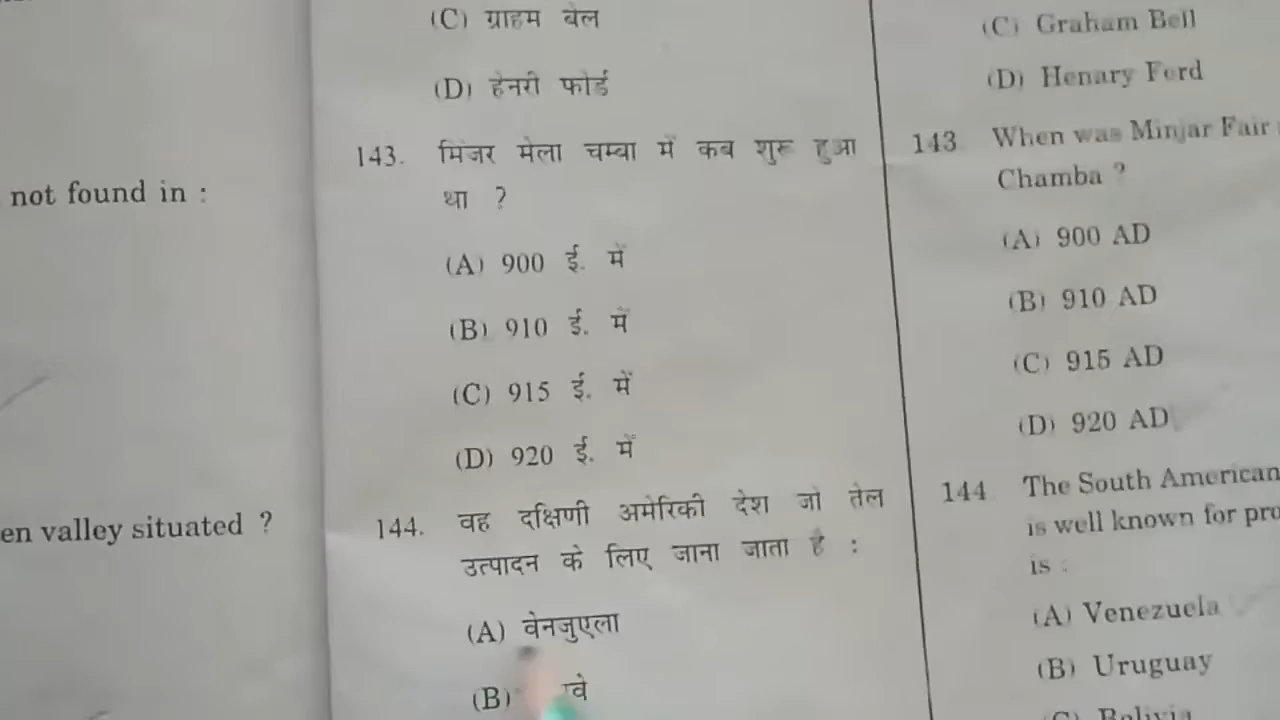 not found in :
en valley situated ?
(C) ग्राहम बेल
(D) हेनरी फोर्ड
143. मिंजर मेला चम्बा में कब शुरू हुआ
था ?
(A) 900 ई. में
(B) 910 ई. में
(C) 915 ई. में
(D) 920 ई. में
144. वह दक्षिणी अमेरिकी देश जो तेल
उत्पादन के लिए जाना जाता है :
(A) वेनजुएला
(B)
(C) Graham Bell
(D) Henary Ford
143 When was Minjar Fair
Chamba ?
(A) 900 AD
(B) 910 AD
(C) 915 AD
(D) 920 AD
144 The South American
is well known for pro
is :
(A) Venezuela
(B) Uruguay
(C) Bolivia